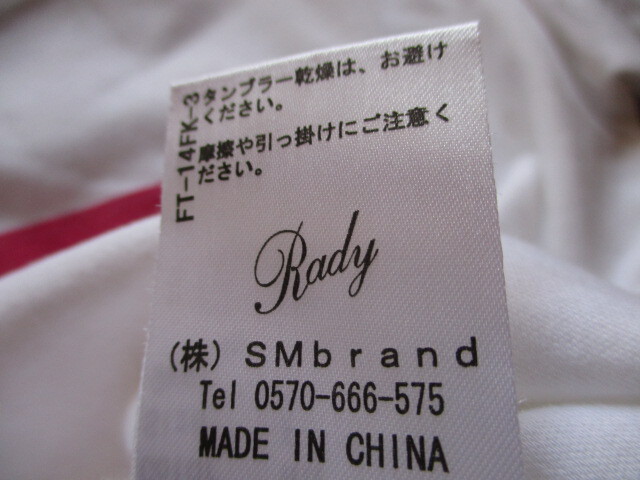 FT-14FK-3
タンブラー乾燥は、お避け
ください。
摩擦や引っ掛けにご注意く
ださい。
Rady
(株) SMbrand
Tel 0570-666-575
MADE IN CHINA